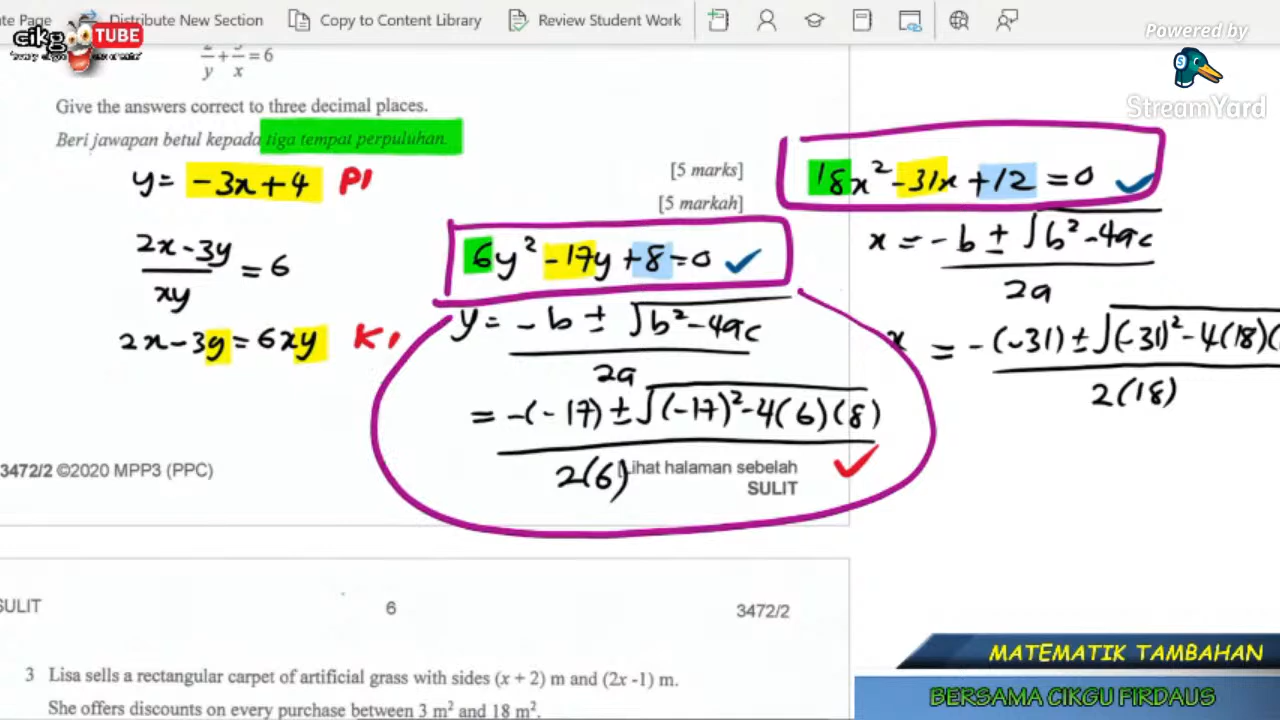 Distribute New Section
Copy to Content Library
Review Student Work
cikgooTUBE
Powered by
StreamYard
+ = 6
y x
Give the answers correct to three decimal places.
Beri jawapan betul kepada tiga tempat perpuluhan.
[5 marks]
[5 markah]
y = -3x + 4 P1
2x - 3y
xy
= 6
2x - 3y = 6xy K1
6y² - 17y + 8 = 0 ✓
y = -b ± √b² - 4ac
2a
= -(-17) ± √(-17)² - 4(6)(8)
2(6) ✓
18x² - 31x + 12 = 0 ✓
x = -b ± √b² - 4ac
2a
x = -(-31) ± √(-31)² - 4(18)(
2(18)
3472/2 ©2020 MPP3 (PPC)
[Lihat halaman sebelah
SULIT
SULIT
6
3472/2
3 Lisa sells a rectangular carpet of artificial grass with sides (x + 2) m and (2x -1) m.
She offers discounts on every purchase between 3 m² and 18 m².
MATEMATIK TAMBAHAN
BERSAMA CIKGU FIRDAUS